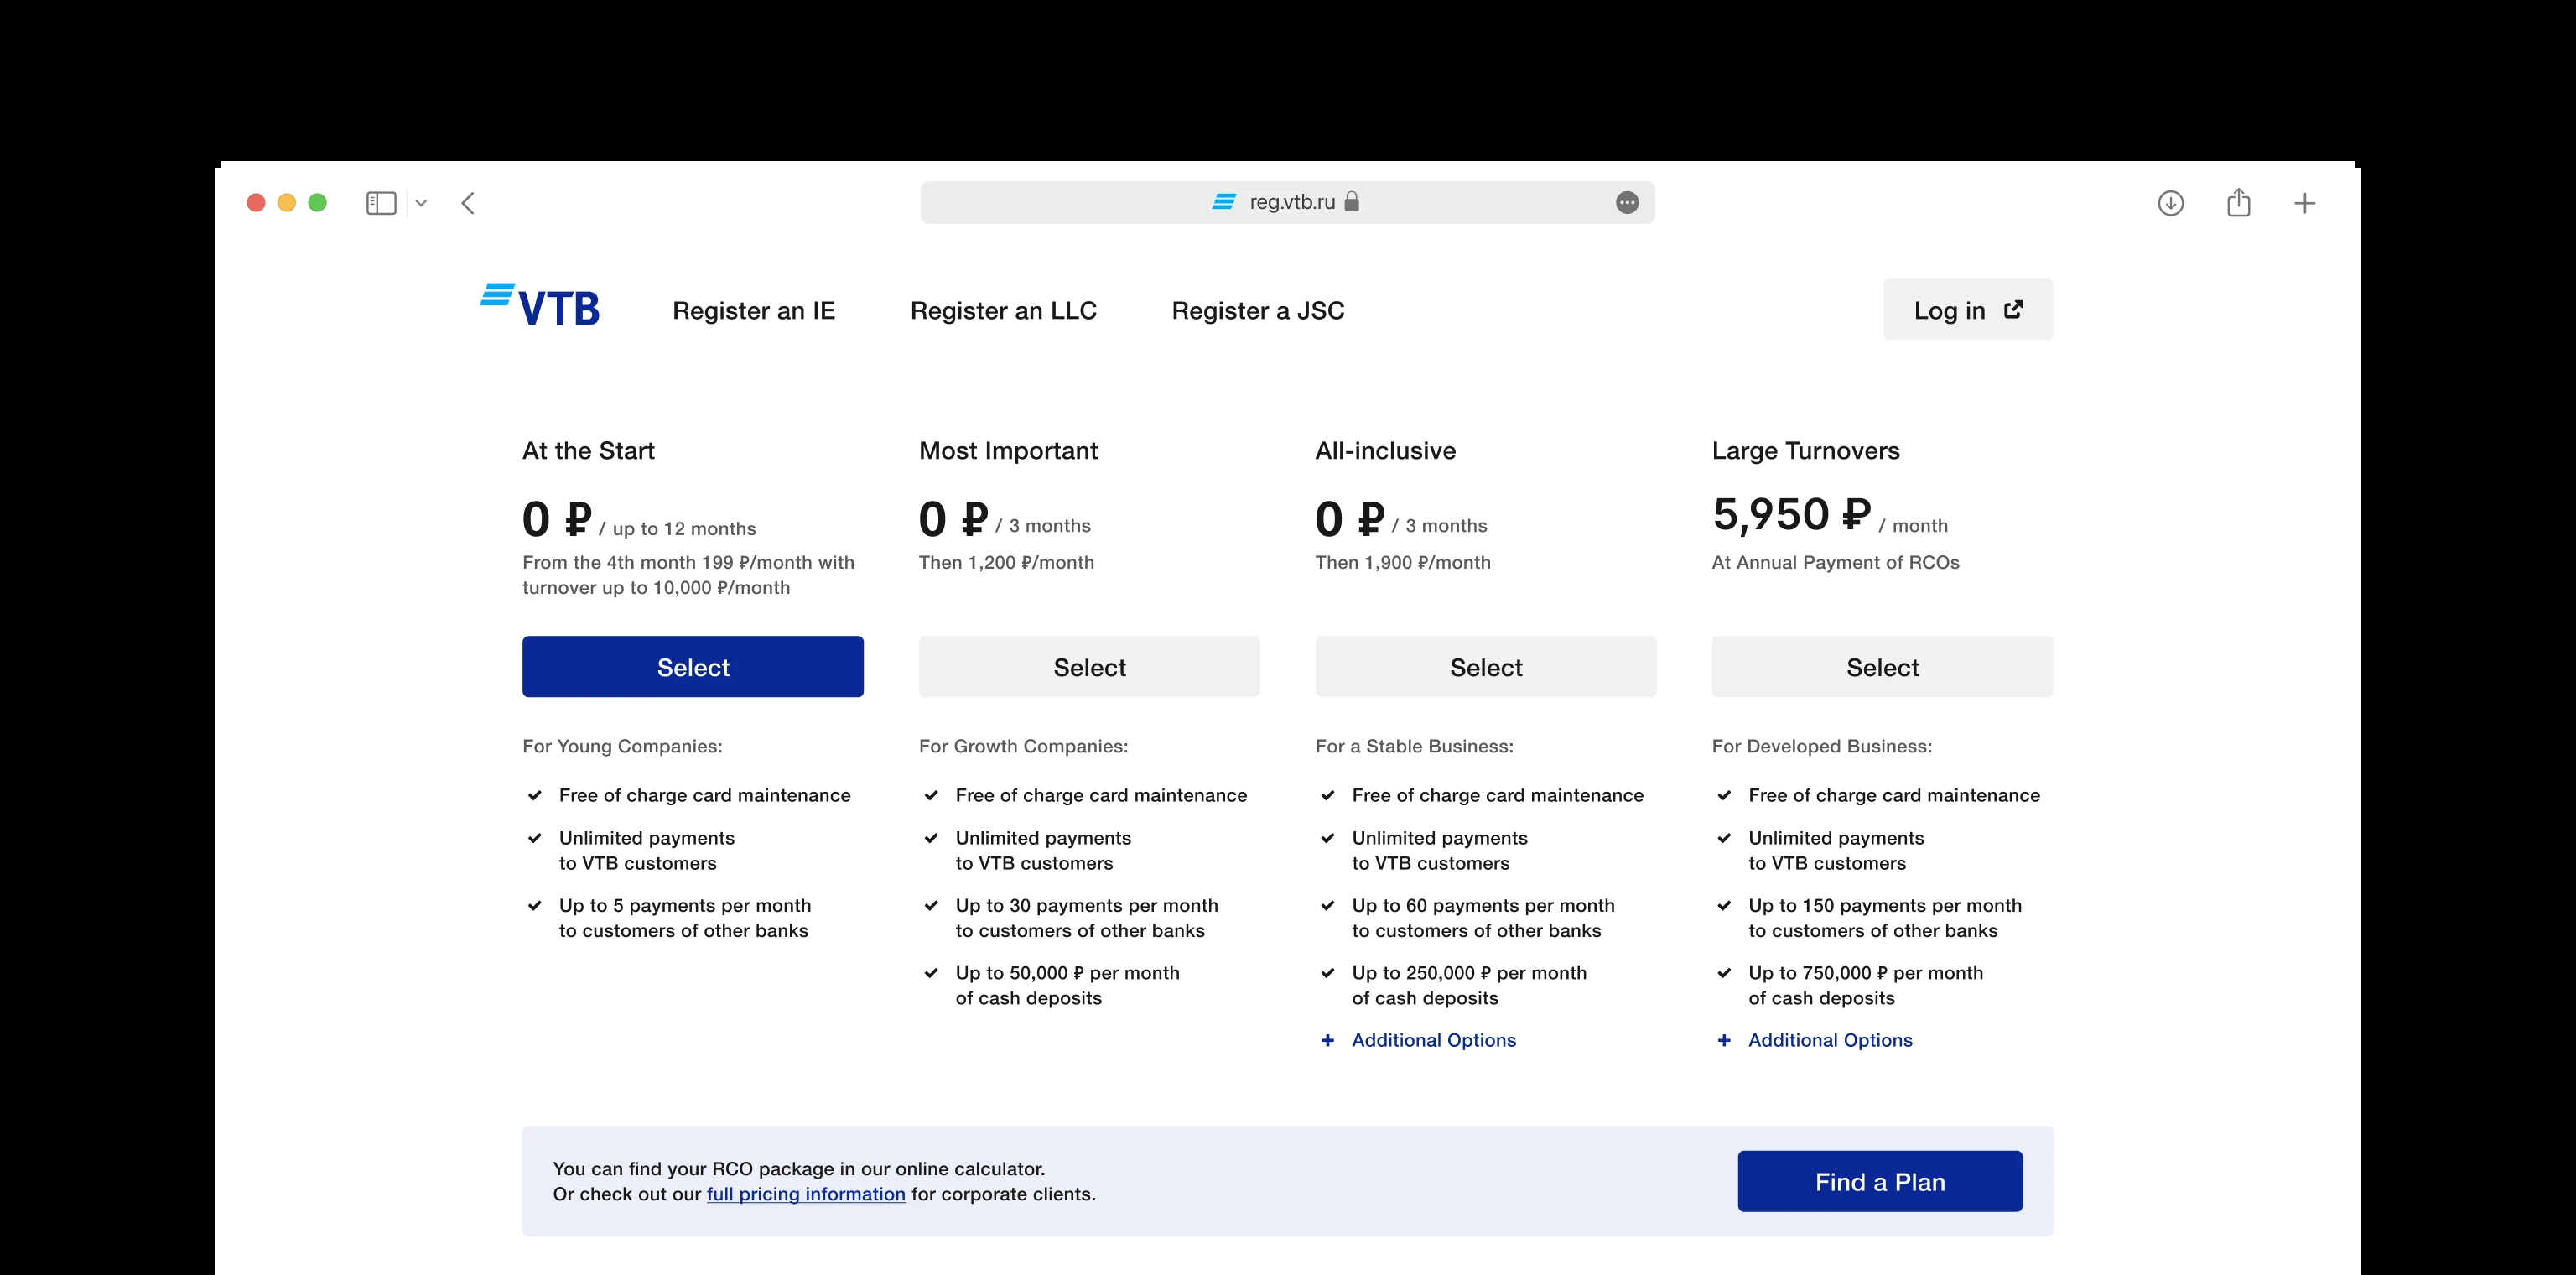 reg.vtb.ru
VTB
Register an IE
Register an LLC
Register a JSC
Log in
At the Start
0 ₽ / up to 12 months
From the 4th month 199 ₽/month with
turnover up to 10,000 ₽/month
Select
For Young Companies:
Free of charge card maintenance
Unlimited payments
to VTB customers
Up to 5 payments per month
to customers of other banks
Most Important
0 ₽ / 3 months
Then 1,200 ₽/month
Select
For Growth Companies:
Free of charge card maintenance
Unlimited payments
to VTB customers
Up to 30 payments per month
to customers of other banks
Up to 50,000 ₽ per month
of cash deposits
All-inclusive
0 ₽ / 3 months
Then 1,900 ₽/month
Select
For a Stable Business:
Free of charge card maintenance
Unlimited payments
to VTB customers
Up to 60 payments per month
to customers of other banks
Up to 250,000 ₽ per month
of cash deposits
+ Additional Options
Large Turnovers
5,950 ₽ / month
At Annual Payment of RCOs
Select
For Developed Business:
Free of charge card maintenance
Unlimited payments
to VTB customers
Up to 150 payments per month
to customers of other banks
Up to 750,000 ₽ per month
of cash deposits
+ Additional Options
You can find your RCO package in our online calculator.
Or check out our full pricing information for corporate clients.
Find a Plan